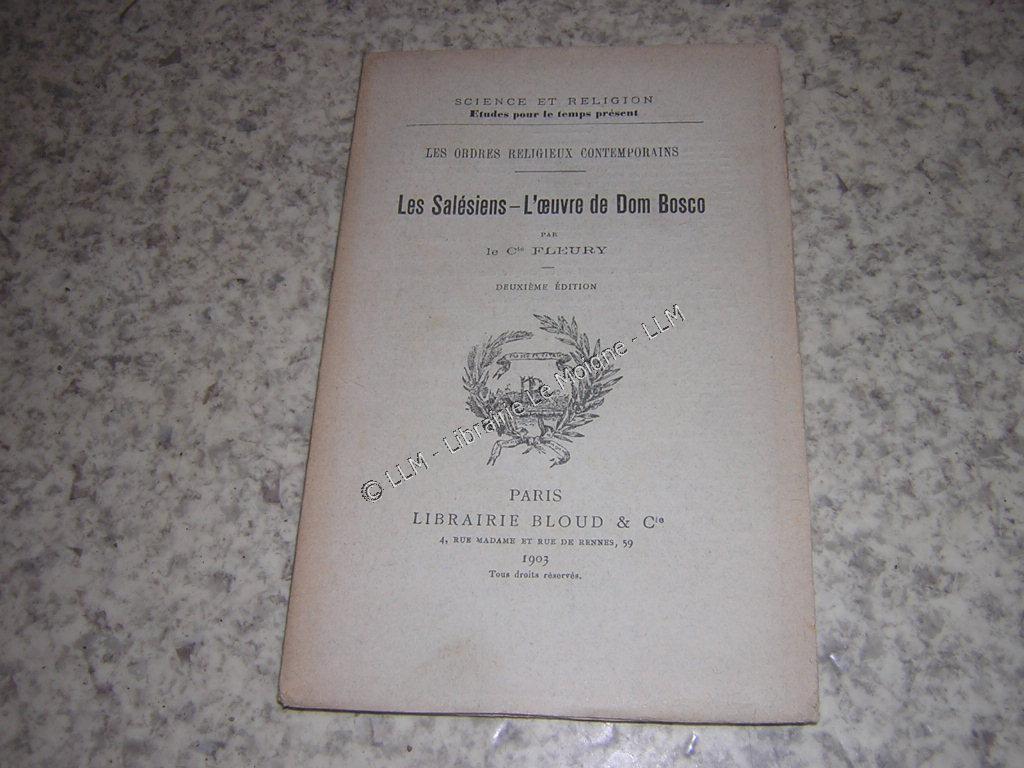 SCIENCE ET RELIGION
Etudes pour le temps présent
LES ORDRES RELIGIEUX CONTEMPORAINS
Les Salésiens – L'œuvre de Dom Bosco
PAR
le Cte FLEURY
DEUXIÈME ÉDITION
© LLM - Librairie Le Moigne - LLM
PARIS
LIBRAIRIE BLOUD & Cie
4, RUE MADAME ET RUE DE RENNES, 59
1903
Tous droits réservés.